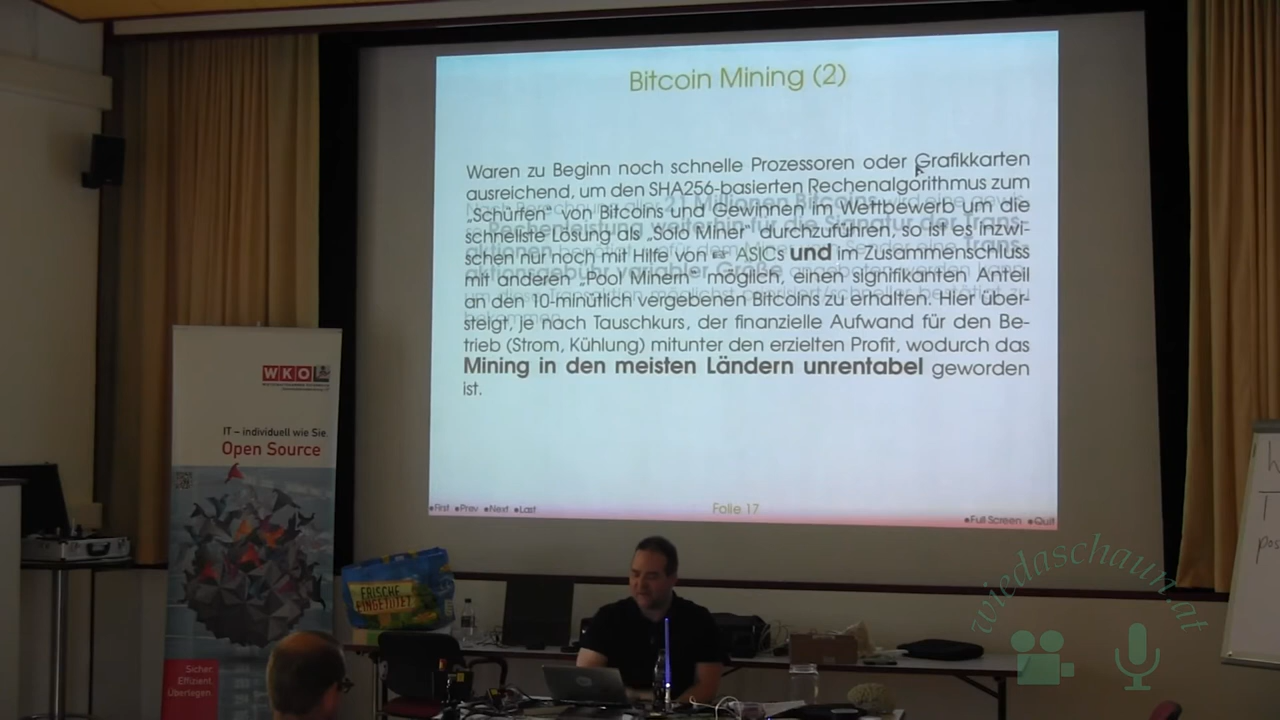 Bitcoin Mining (2)
Waren zu Beginn noch schnelle Prozessoren oder Grafikkarten
ausreichend, um den SHA256-basierten Rechenalgorithmus zum
„Schürfen“ von Bitcoins und Gewinnen im Wettbewerb um die
schnellste Lösung als „Solo Miner“ durchzuführen, so ist es inzwi-
schen nur noch mit Hilfe von ☞ ASICs und im Zusammenschluss
mit anderen „Pool Minern“ möglich, einen signifikanten Anteil
an den 10-minütlich vergebenen Bitcoins zu erhalten. Hier über-
steigt, je nach Tauschkurs, der finanzielle Aufwand für den Be-
trieb (Strom, Kühlung) mitunter den erzielten Profit, wodurch das
Mining in den meisten Ländern unrentabel geworden
ist.
•First •Prev •Next •Last
Folie 17
•Full Screen •Quit
WKO
IT – individuell wie Sie.
Open Source
Sicher.
Effizient.
Überlegen.
FRISCHE
EINGETÜTET
wiedaschaun.at